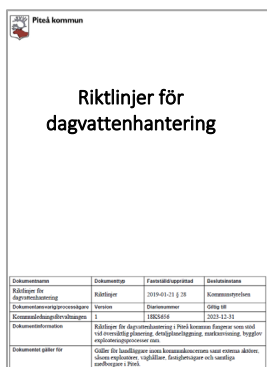 Piteå kommun
Riktlinjer för
dagvattenhantering
Dokumentnamn Dokumenttyp Fastställd/upprättad Beslutsinstans
Riktlinjer för
dagvattenhantering Riktlinjer 2019-01-21 § 28 Kommunstyrelsen
Dokumentansvarig/processägare Version Diarienummer Giltig till
Kommunledningsförvaltningen 1 18KS656 2023-12-31
Dokumentinformation Riktlinjer för dagvattenhantering i Piteå kommun fungerar som stöd
vid översiktlig planering, detaljplaneläggning, markanvisning, bygglov
exploateringsprocesser mm.
Dokumentet gäller för Gäller för handläggare inom kommunkoncernen samt externa aktörer
såsom exploatörer, väghållare, fastighetsägare och samtliga
medborgare i Piteå.